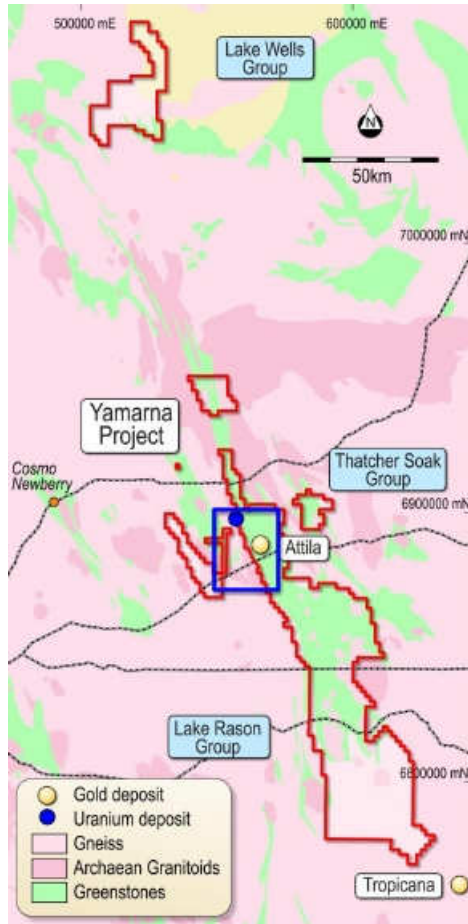 500000 mE
600000 mE
Lake Wells
Group
N
50km
7000000 mN
Yamarna
Project
Cosmo
Newberry
Thatcher Soak
Group
6900000 mN
Attila
Lake Rason
Group
6800000 mN
Gold deposit
Uranium deposit
Gneiss
Archaean Granitoids
Greenstones
Tropicana